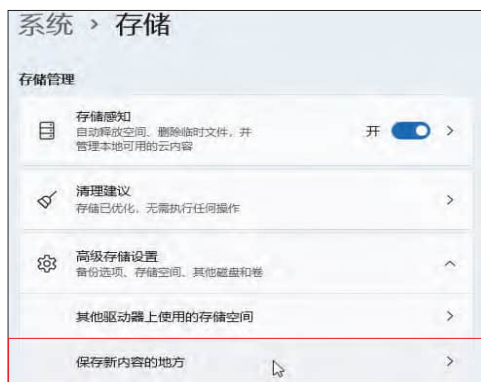 系统 › 存储
存储管理
存储感知
自动释放空间、删除临时文件，并
管理本地可用的云内容
开
清理建议
存储已优化，无需执行任何操作
高级存储设置
备份选项、存储空间、其他磁盘和卷
其他驱动器上使用的存储空间
保存新内容的地方